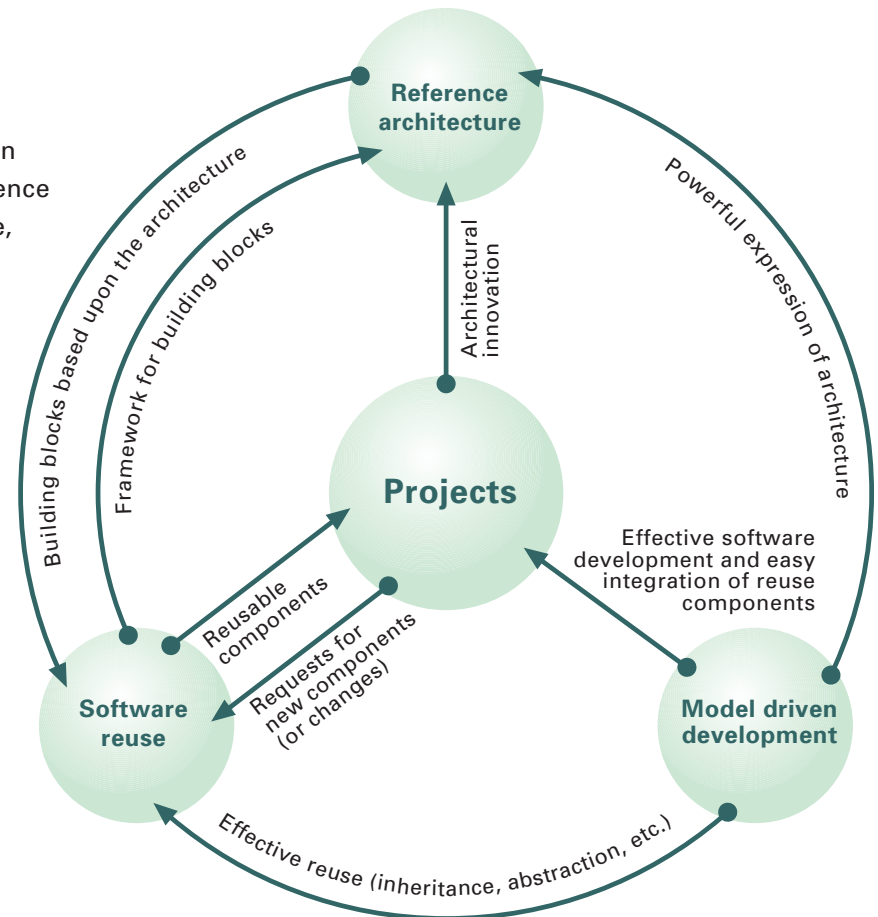 n
ence
e,
Reference
architecture
Building blocks based upon the architecture
Framework for building blocks
Architectural
innovation
Powerful expression of architecture
Projects
Effective software
development and easy
integration of reuse
components
Reusable
components
Requests for
new components
(or changes)
Software
reuse
Model driven
development
Effective reuse (inheritance, abstraction, etc.)